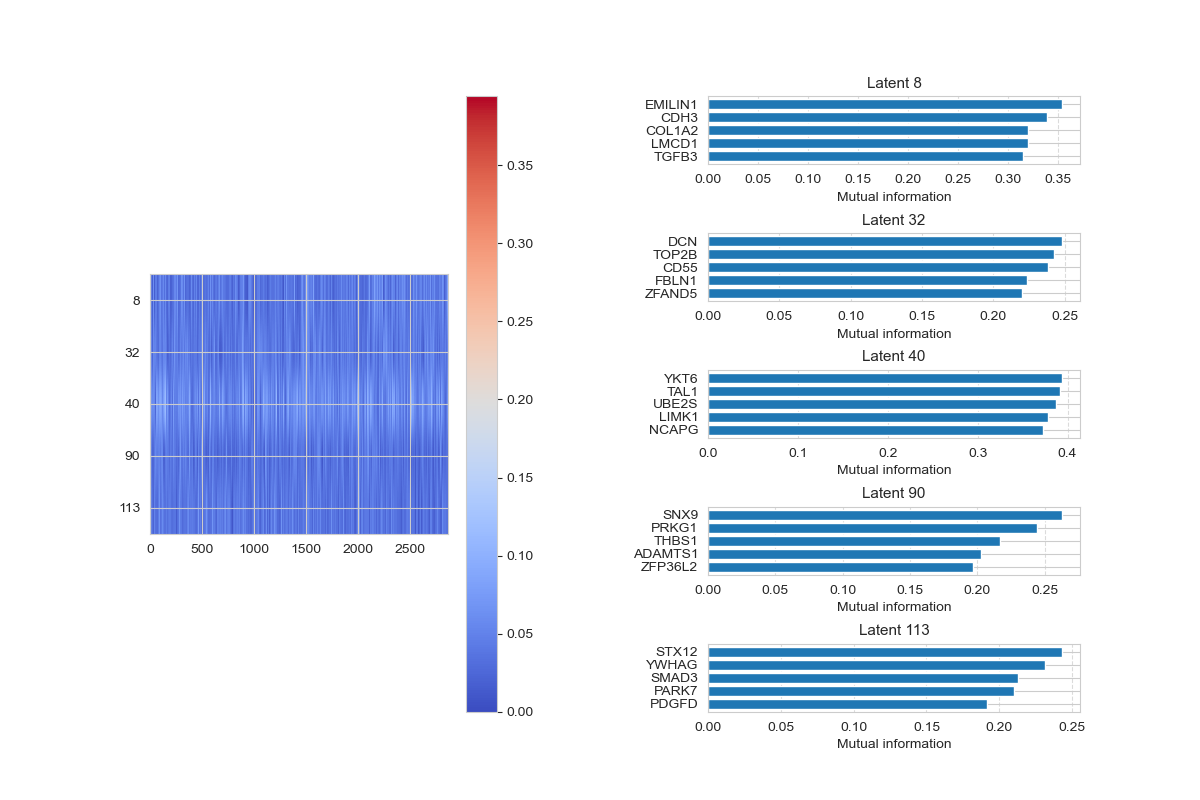 8
32
40
90
113
0 500 1000 1500 2000 2500
0.35
0.30
0.25
0.20
0.15
0.10
0.05
0.00
Latent 8
EMILIN1
CDH3
COL1A2
LMCD1
TGFB3
0.00 0.05 0.10 0.15 0.20 0.25 0.30 0.35
Mutual information
Latent 32
DCN
TOP2B
CD55
FBLN1
ZFAND5
0.00 0.05 0.10 0.15 0.20 0.25
Mutual information
Latent 40
YKT6
TAL1
UBE2S
LIMK1
NCAPG
0.0 0.1 0.2 0.3 0.4
Mutual information
Latent 90
SNX9
PRKG1
THBS1
ADAMTS1
ZFP36L2
0.00 0.05 0.10 0.15 0.20 0.25
Mutual information
Latent 113
STX12
YWHAG
SMAD3
PARK7
PDGFD
0.00 0.05 0.10 0.15 0.20 0.25
Mutual information